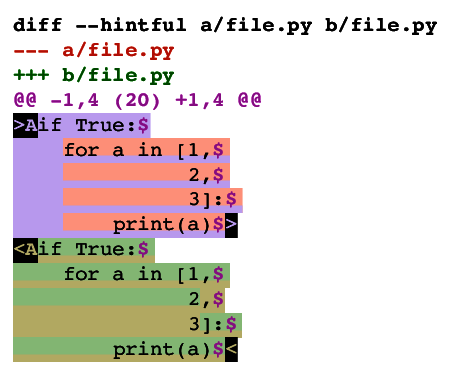 diff --hintful a/file.py b/file.py
--- a/file.py
+++ b/file.py
@@ -1,4 (20) +1,4 @@
>Aif True:$
    for a in [1,$
              2,$
              3]:$
        print(a)$>
<Aif True:$
    for a in [1,$
              2,$
              3]:$
        print(a)$<